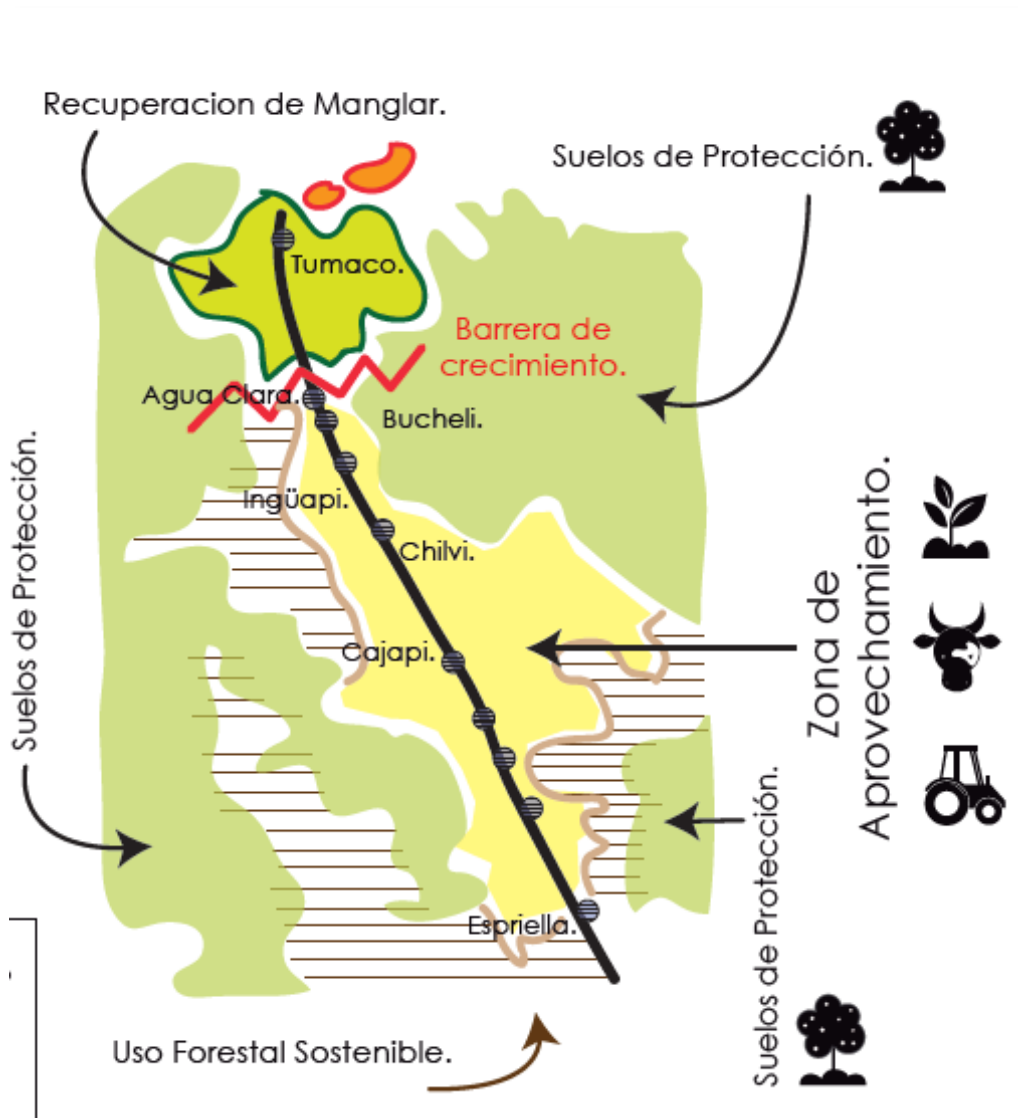 Recuperacion de Manglar.
Suelos de Protección.
Tumaco.
Barrera de
crecimiento.
Agua Clara.
Bucheli.
Suelos de Protección.
Ingüapi.
Chilvi.
Zona de
Aprovechamiento.
Cajapi.
Suelos de Protección.
Espriella.
Uso Forestal Sostenible.